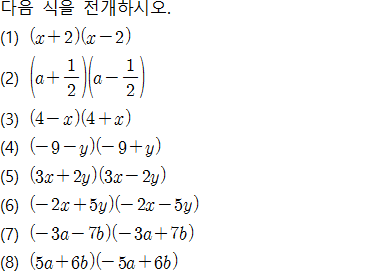 다음 식을 전개하시오.
(1) (x+2)(x−2)
(2) (a+1/2)(a−1/2)
(3) (4−x)(4+x)
(4) (−9−y)(−9+y)
(5) (3x+2y)(3x−2y)
(6) (−2x+5y)(−2x−5y)
(7) (−3a−7b)(−3a+7b)
(8) (5a+6b)(−5a+6b)